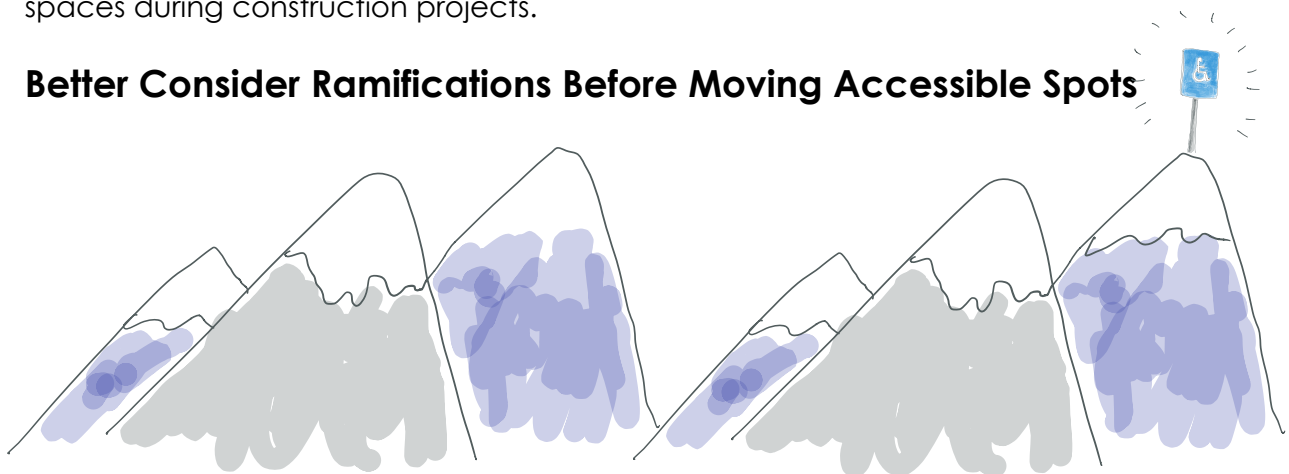 spaces during construction projects.
Better Consider Ramifications Before Moving Accessible Spots